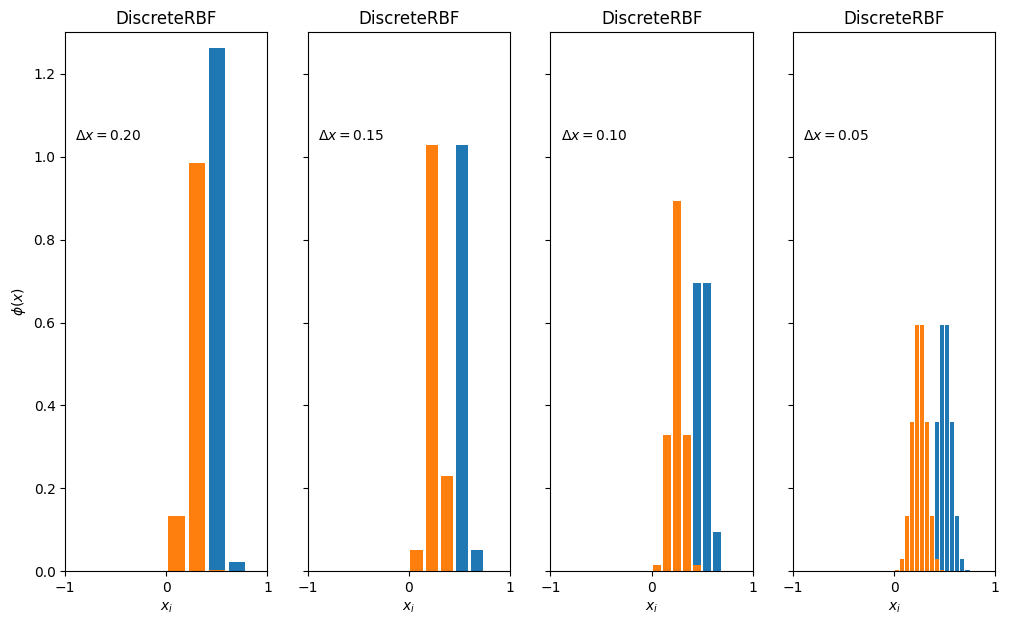 DiscreteRBF
DiscreteRBF
DiscreteRBF
DiscreteRBF
Δx = 0.20
Δx = 0.15
Δx = 0.10
Δx = 0.05
ϕ(x)
1.2
1.0
0.8
0.6
0.4
0.2
0.0
−1 0 1
−1 0 1
−1 0 1
−1 0 1
xᵢ
xᵢ
xᵢ
xᵢ